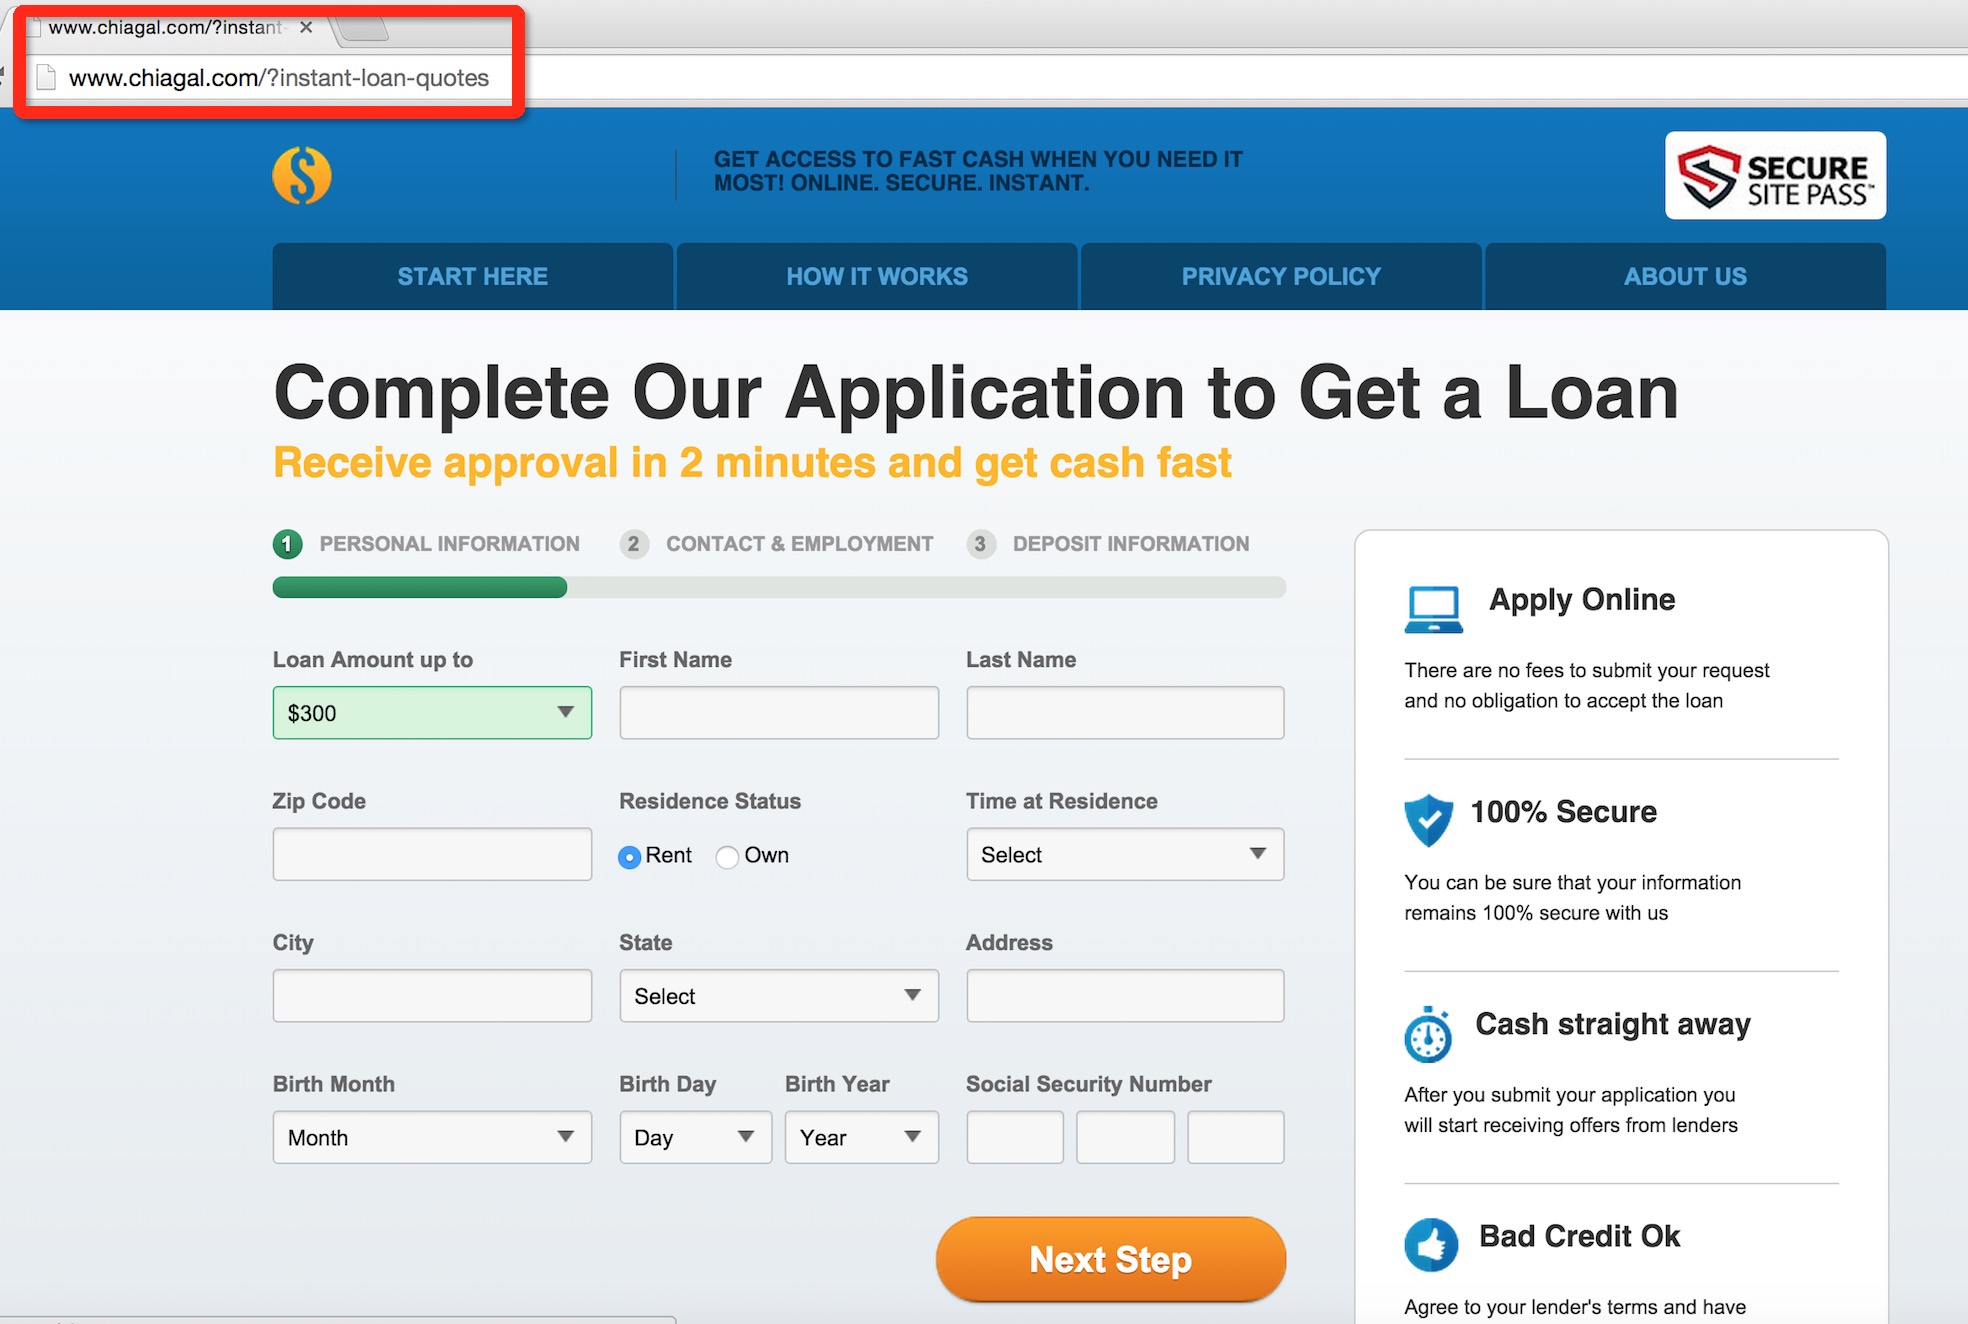 www.chiagal.com/?instant-
www.chiagal.com/?instant-loan-quotes
GET ACCESS TO FAST CASH WHEN YOU NEED IT
MOST! ONLINE. SECURE. INSTANT.
SECURE
SITE PASS™
START HERE
HOW IT WORKS
PRIVACY POLICY
ABOUT US
Complete Our Application to Get a Loan
Receive approval in 2 minutes and get cash fast
1 PERSONAL INFORMATION
2 CONTACT & EMPLOYMENT
3 DEPOSIT INFORMATION
Loan Amount up to
$300
First Name
Last Name
Zip Code
Residence Status
Rent
Own
Time at Residence
Select
City
State
Select
Address
Birth Month
Month
Birth Day
Day
Birth Year
Year
Social Security Number
Next Step
Apply Online
There are no fees to submit your request
and no obligation to accept the loan
100% Secure
You can be sure that your information
remains 100% secure with us
Cash straight away
After you submit your application you
will start receiving offers from lenders
Bad Credit Ok
Agree to your lender's terms and have